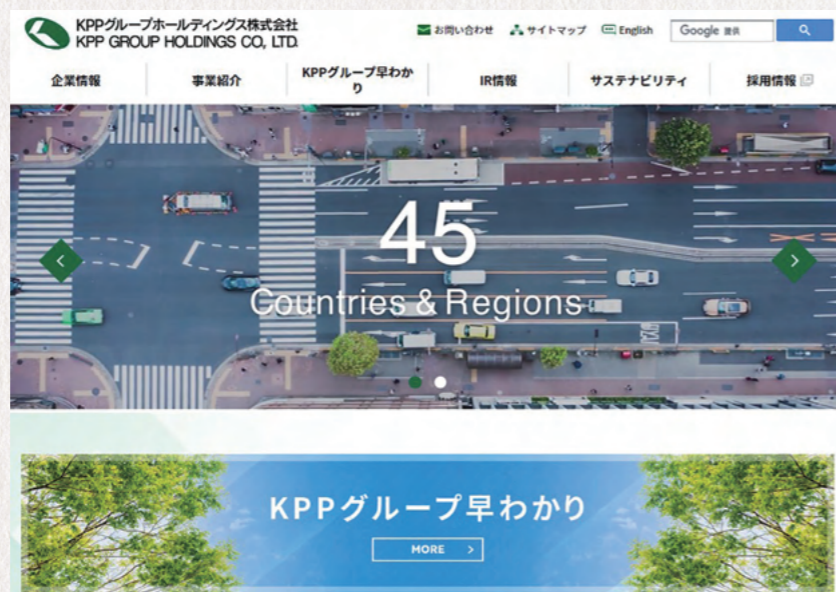 KPPグループホールディングス株式会社
KPP GROUP HOLDINGS CO., LTD.
お問い合わせ サイトマップ English Google 提供
企業情報 事業紹介 KPPグループ早わか
り IR情報 サステナビリティ 採用情報
45
Countries & Regions
KPPグループ早わかり
MORE